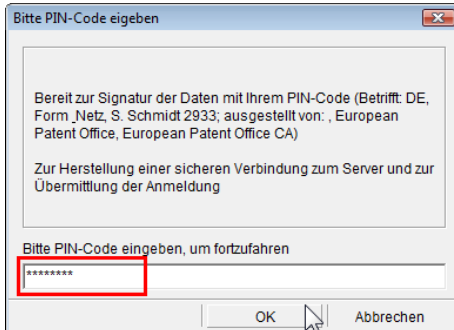 Bitte PIN-Code eigeben
Bereit zur Signatur der Daten mit Ihrem PIN-Code (Betrifft: DE,
Form_Netz, S. Schmidt 2933; ausgestellt von: , European
Patent Office, European Patent Office CA)
Zur Herstellung einer sicheren Verbindung zum Server und zur
Übermittlung der Anmeldung
Bitte PIN-Code eingeben, um fortzufahren
********
OK
Abbrechen